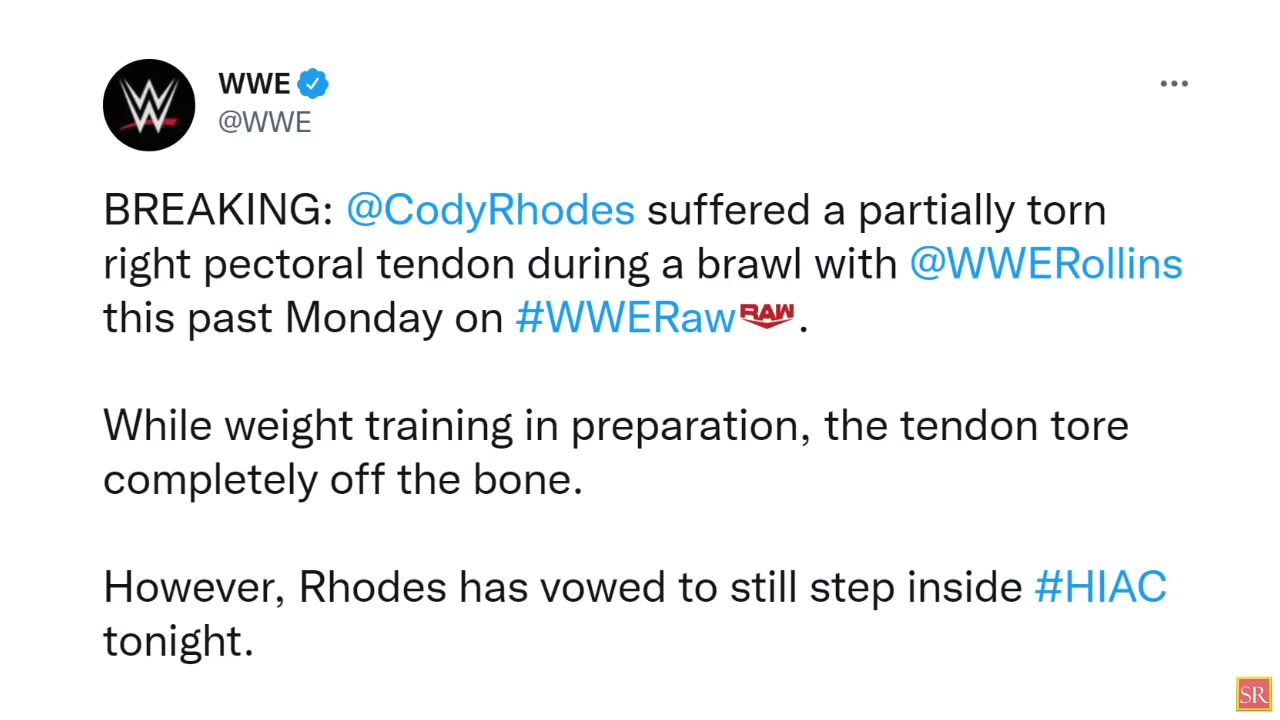 WWE
@WWE
BREAKING: @CodyRhodes suffered a partially torn
right pectoral tendon during a brawl with @WWERollins
this past Monday on #WWERaw RAW.
While weight training in preparation, the tendon tore
completely off the bone.
However, Rhodes has vowed to still step inside #HIAC
tonight.
SR